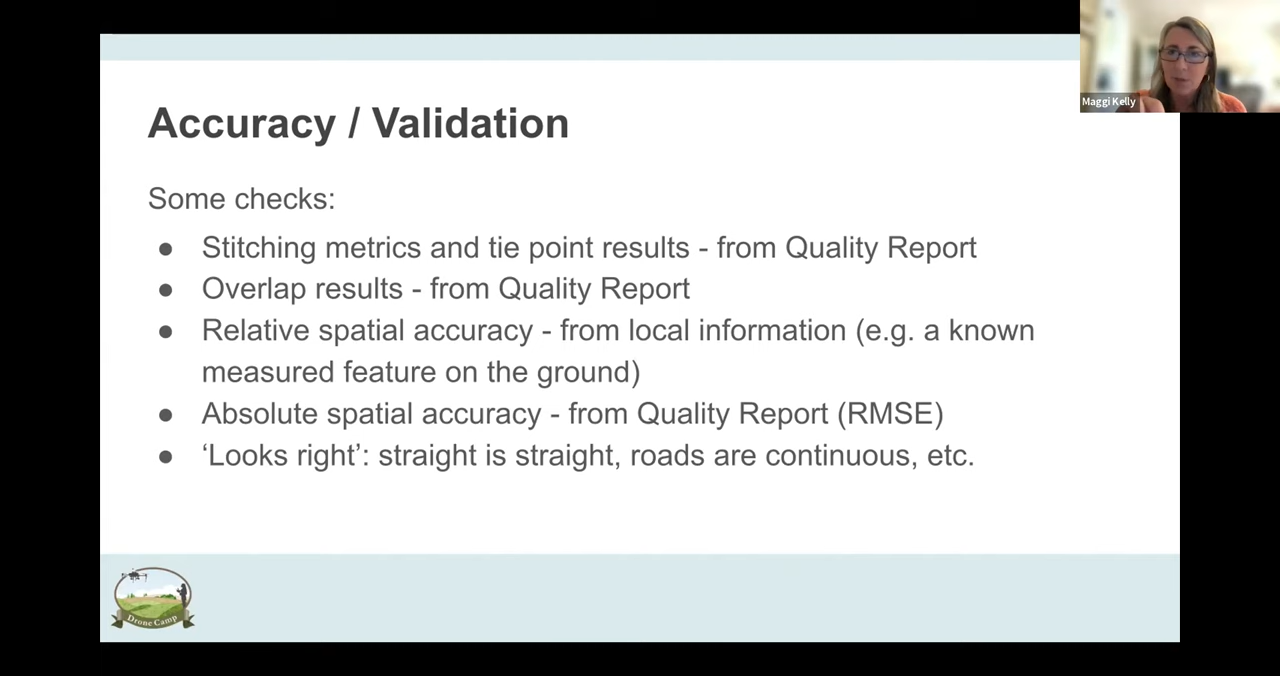 Maggi Kelly
Accuracy / Validation
Some checks:
● Stitching metrics and tie point results - from Quality Report
● Overlap results - from Quality Report
● Relative spatial accuracy - from local information (e.g. a known
measured feature on the ground)
● Absolute spatial accuracy - from Quality Report (RMSE)
● ‘Looks right’: straight is straight, roads are continuous, etc.
Drone Camp